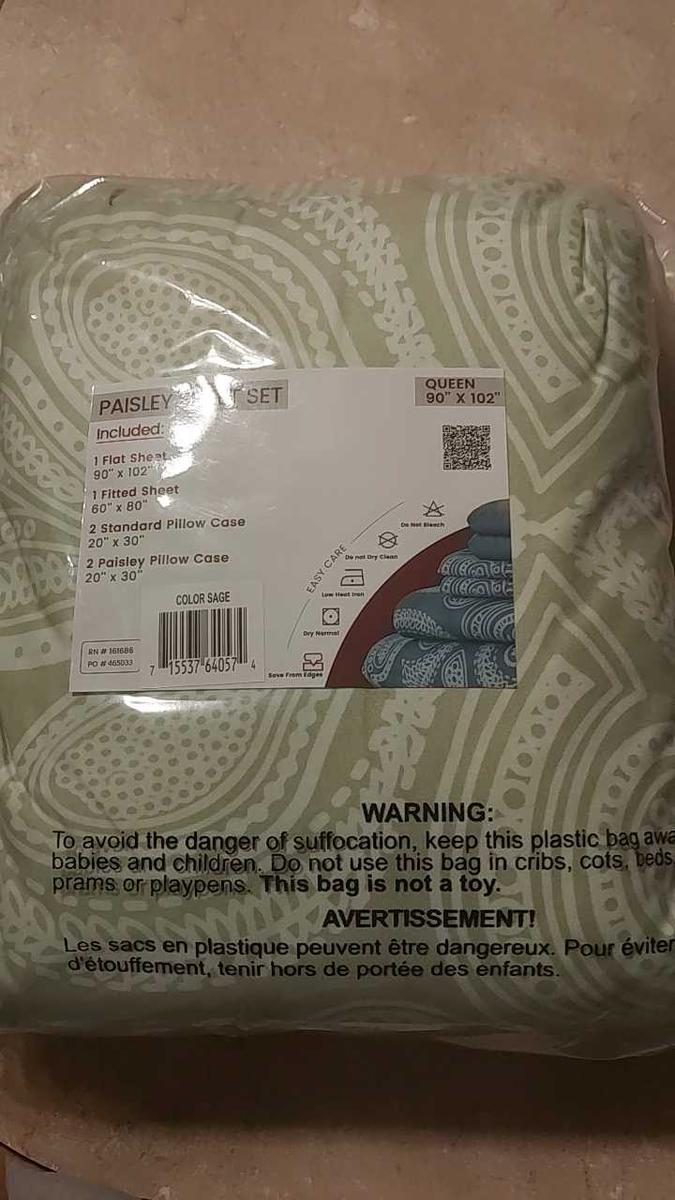 PAISLEY SET
QUEEN
90" X 102"
Included:
1 Flat Sheet
90" x 102"
1 Fitted Sheet
60" x 80"
2 Standard Pillow Case
20" x 30"
2 Paisley Pillow Case
20" x 30"
EASY CARE
Do Not Bleach
Do not Dry Clean
Low Heat Iron
Dry Normal
Save From Edges
COLOR SAGE
7 15537 64057 4
RN # 161686
PO # 465033
WARNING:
To avoid the danger of suffocation, keep this plastic bag awa
babies and children. Do not use this bag in cribs, cots, beds,
prams or playpens. This bag is not a toy.
AVERTISSEMENT!
Les sacs en plastique peuvent être dangereux. Pour éviter
d'étouffement, tenir hors de portée des enfants.